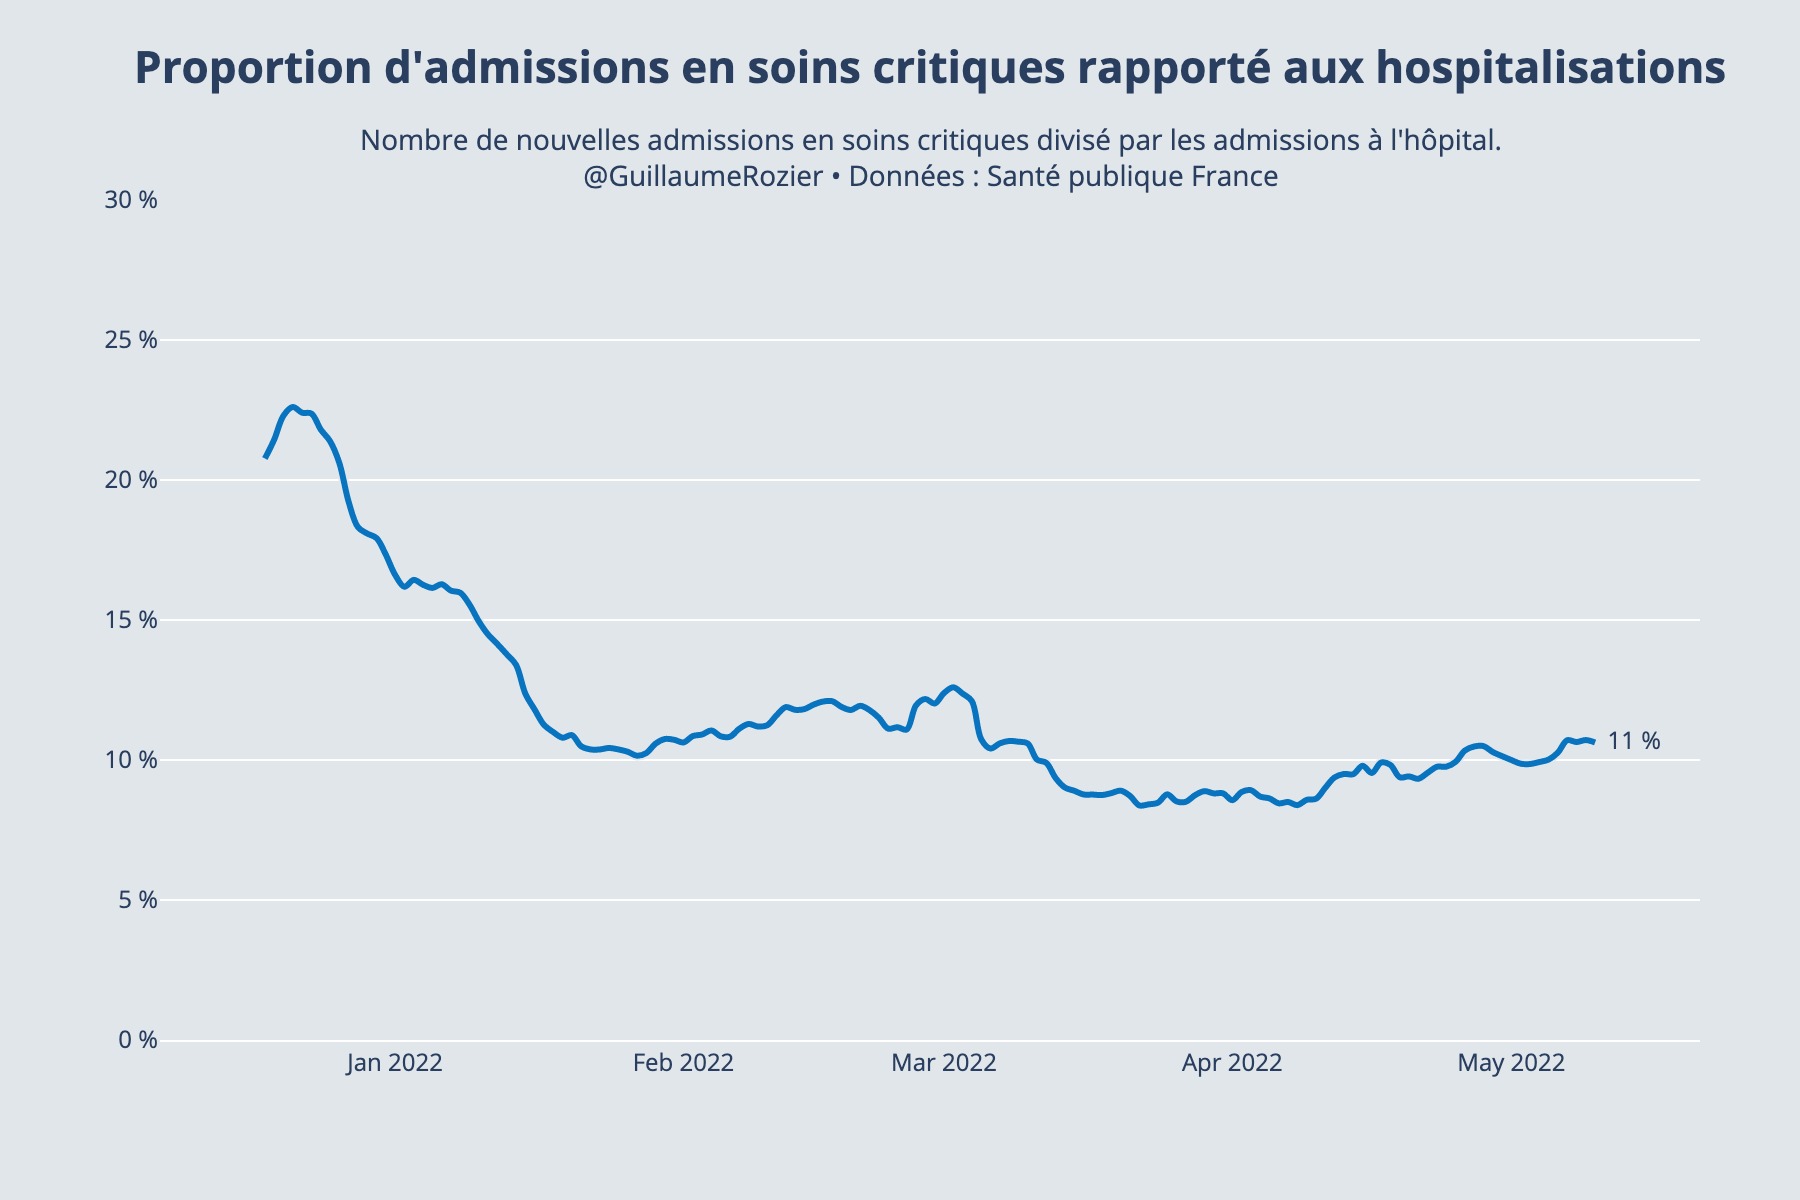 Proportion d'admissions en soins critiques rapporté aux hospitalisations
Nombre de nouvelles admissions en soins critiques divisé par les admissions à l'hôpital.
@GuillaumeRozier • Données : Santé publique France
30 %
25 %
20 %
15 %
10 %
5 %
0 %
11 %
Jan 2022
Feb 2022
Mar 2022
Apr 2022
May 2022